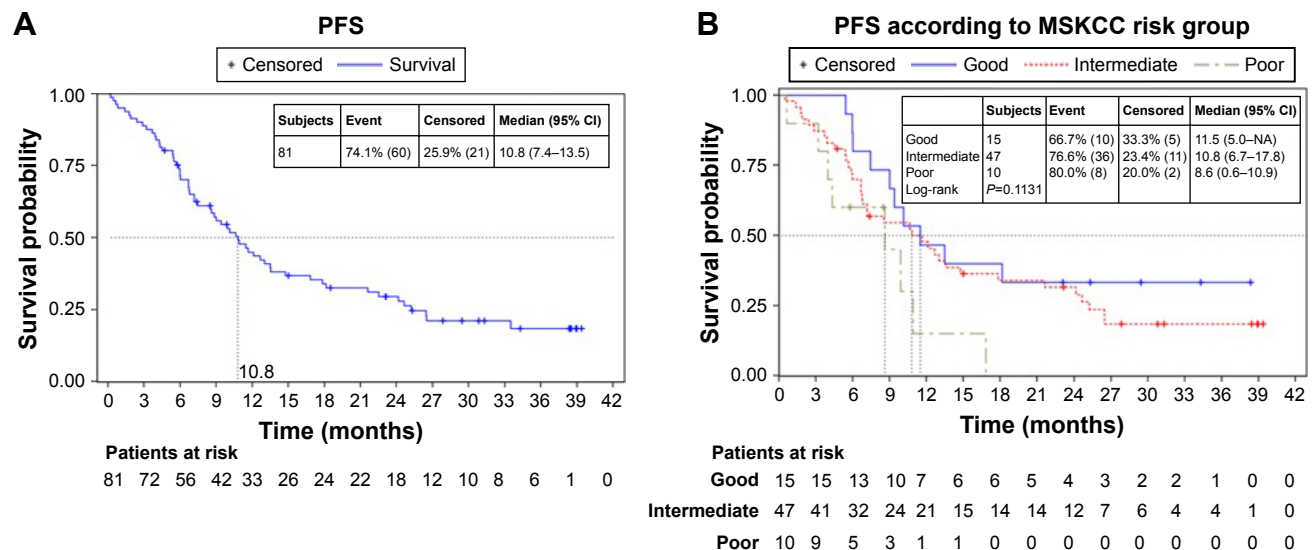 A
PFS
Censored Survival
Survival probability
1.00
0.75
0.50
0.25
0.00
Subjects Event Censored Median (95% CI)
81 74.1% (60) 25.9% (21) 10.8 (7.4–13.5)
10.8
0 3 6 9 12 15 18 21 24 27 30 33 36 39 42
Time (months)
Patients at risk
81 72 56 42 33 26 24 22 18 12 10 8 6 1 0
B
PFS according to MSKCC risk group
Censored Good Intermediate Poor
Survival probability
1.00
0.75
0.50
0.25
0.00
Subjects Event Censored Median (95% CI)
Good 15 66.7% (10) 33.3% (5) 11.5 (5.0–NA)
Intermediate 47 76.6% (36) 23.4% (11) 10.8 (6.7–17.8)
Poor 10 80.0% (8) 20.0% (2) 8.6 (0.6–10.9)
Log-rank P=0.1131
0 3 6 9 12 15 18 21 24 27 30 33 36 39 42
Time (months)
Patients at risk
Good 15 15 13 10 7 6 6 5 4 3 2 2 1 0 0
Intermediate 47 41 32 24 21 15 14 14 12 7 6 4 4 1 0
Poor 10 9 5 3 1 1 0 0 0 0 0 0 0 0 0